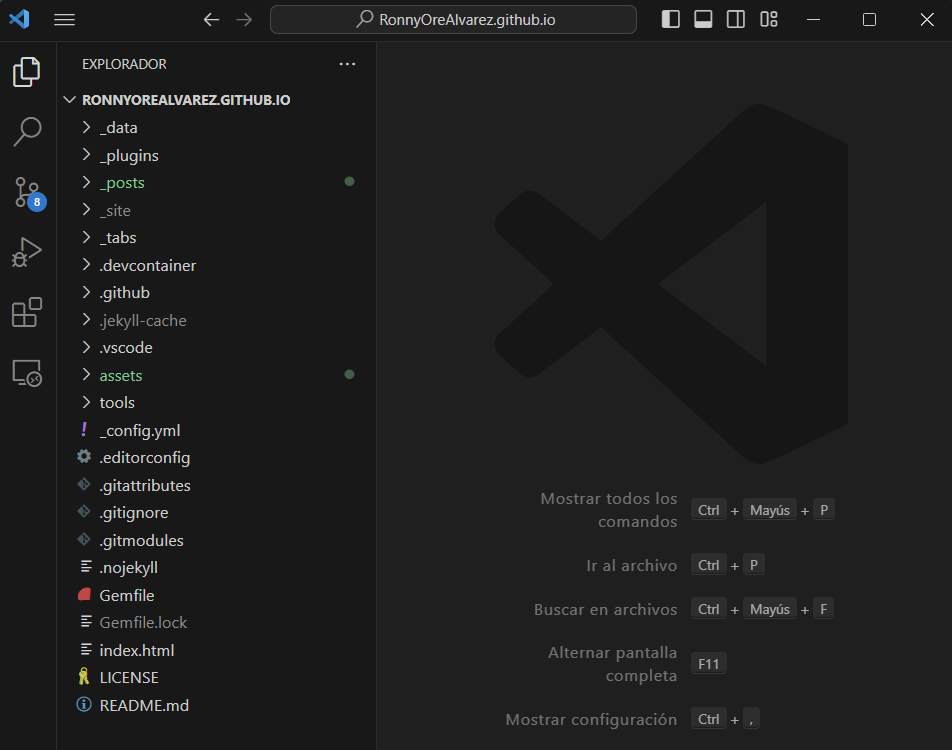 RonnyOreAlvarez.github.io
EXPLORADOR
RONNYOREALVAREZ.GITHUB.IO
_data
_plugins
_posts
_site
_tabs
.devcontainer
.github
.jekyll-cache
.vscode
assets
tools
_config.yml
.editorconfig
.gitattributes
.gitignore
.gitmodules
.nojekyll
Gemfile
Gemfile.lock
index.html
LICENSE
README.md
8
Mostrar todos los
comandos
Ctrl + Mayús + P
Ir al archivo Ctrl + P
Buscar en archivos Ctrl + Mayús + F
Alternar pantalla
completa
F11
Mostrar configuración Ctrl + ,